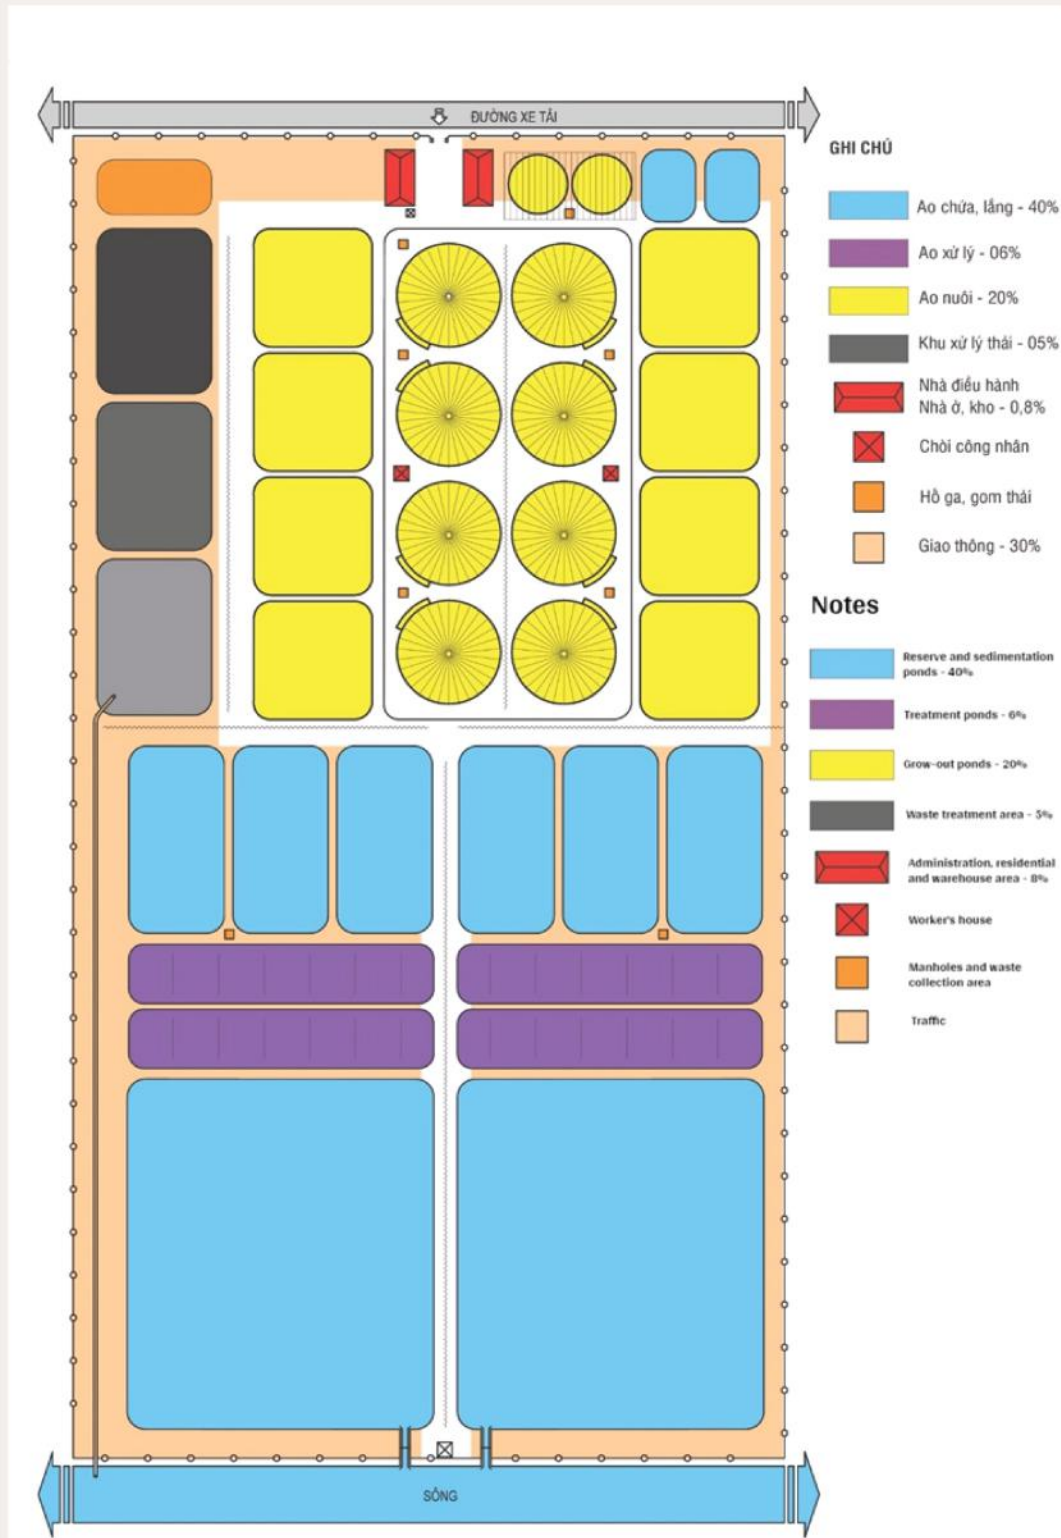 ĐƯỜNG XE TẢI
GHI CHÚ
Ao chứa, lắng - 40%
Ao xử lý - 06%
Ao nuôi - 20%
Khu xử lý thải - 05%
Nhà điều hành
Nhà ở, kho - 0,8%
Chòi công nhân
Hồ ga, gom thải
Giao thông - 30%
Notes
Reserve and sedimentation
ponds - 40%
Treatment ponds - 6%
Grow-out ponds - 20%
Waste treatment area - 5%
Administration, residential
and warehouse area - 8%
Worker's house
Manholes and waste
collection area
Traffic
SÔNG